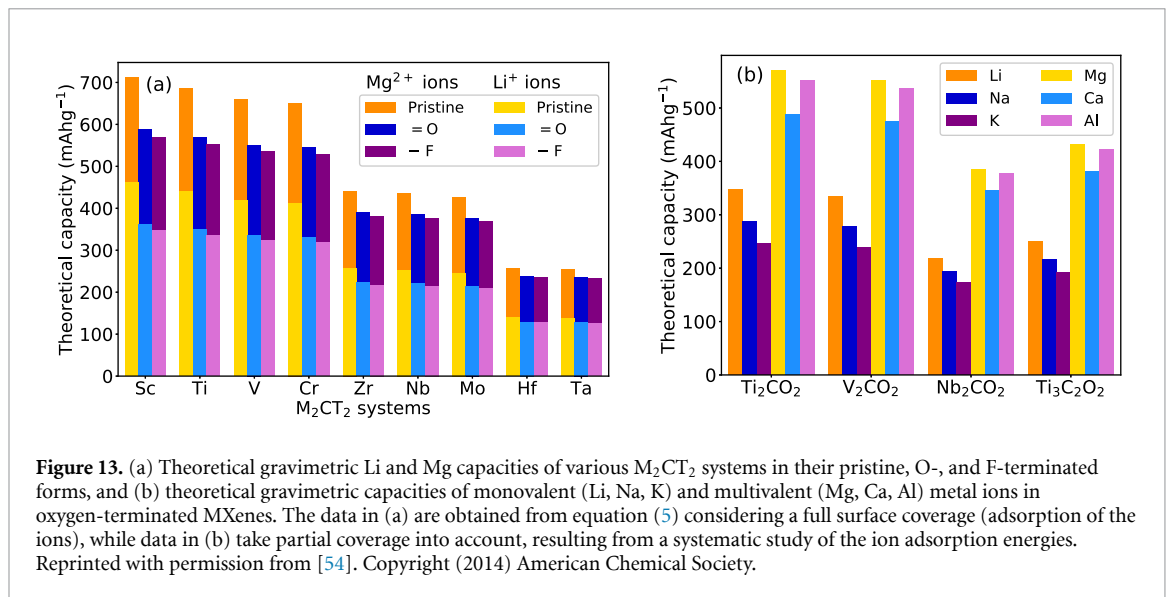 (a)
Mg²⁺ ions Li⁺ ions
Pristine Pristine
=O =O
−F −F
Theoretical capacity (mAhg⁻¹)
700
600
500
400
300
200
100
0
Sc Ti V Cr Zr Nb Mo Hf Ta
M₂CT₂ systems
(b)
Li Mg
Na Ca
K Al
Theoretical capacity (mAhg⁻¹)
500
400
300
200
100
0
Ti₂CO₂ V₂CO₂ Nb₂CO₂ Ti₃C₂O₂
Figure 13. (a) Theoretical gravimetric Li and Mg capacities of various M₂CT₂ systems in their pristine, O-, and F-terminated
forms, and (b) theoretical gravimetric capacities of monovalent (Li, Na, K) and multivalent (Mg, Ca, Al) metal ions in
oxygen-terminated MXenes. The data in (a) are obtained from equation (5) considering a full surface coverage (adsorption of the
ions), while data in (b) take partial coverage into account, resulting from a systematic study of the ion adsorption energies.
Reprinted with permission from [54]. Copyright (2014) American Chemical Society.